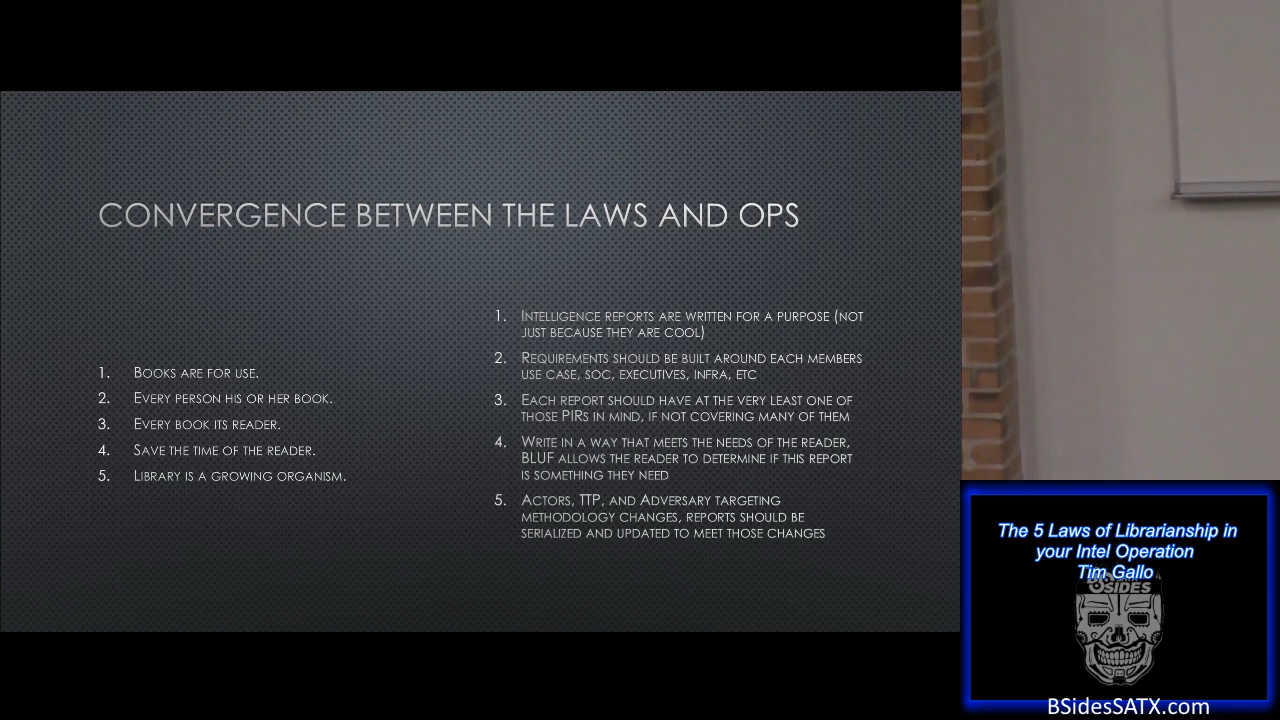 CONVERGENCE BETWEEN THE LAWS AND OPS
1. BOOKS ARE FOR USE.
2. EVERY PERSON HIS OR HER BOOK.
3. EVERY BOOK ITS READER.
4. SAVE THE TIME OF THE READER.
5. LIBRARY IS A GROWING ORGANISM.
1. INTELLIGENCE REPORTS ARE WRITTEN FOR A PURPOSE (NOT
JUST BECAUSE THEY ARE COOL)
2. REQUIREMENTS SHOULD BE BUILT AROUND EACH MEMBERS
USE CASE, SOC, EXECUTIVES, INFRA, ETC
3. EACH REPORT SHOULD HAVE AT THE VERY LEAST ONE OF
THOSE PIRS IN MIND, IF NOT COVERING MANY OF THEM
4. WRITE IN A WAY THAT MEETS THE NEEDS OF THE READER,
BLUF ALLOWS THE READER TO DETERMINE IF THIS REPORT
IS SOMETHING THEY NEED
5. ACTORS, TTP, AND ADVERSARY TARGETING
METHODOLOGY CHANGES, REPORTS SHOULD BE
SERIALIZED AND UPDATED TO MEET THOSE CHANGES
The 5 Laws of Librarianship in
your Intel Operation
Tim Gallo
BSIDES
BSidesSATX.com